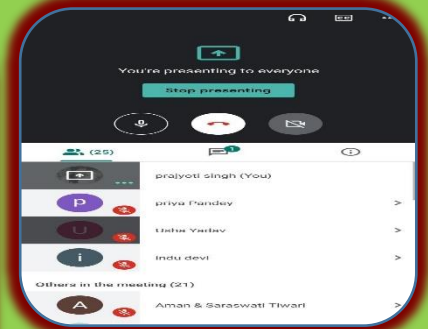 CC
You're presenting to everyone
Stop presenting
(25)
1
prajyoti singh (You)
P
priya Pandey
U
Usha Yadav
i
indu devi
Others in the meeting (21)
A
Aman & Saraswati Tiwari